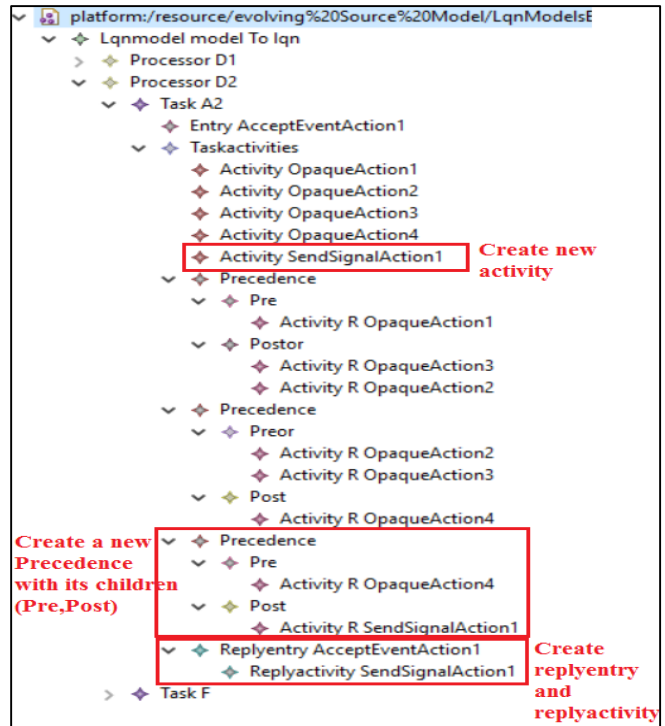 platform:/resource/evolving%20Source%20Model/LqnModelsE
Lqnmodel model To lqn
Processor D1
Processor D2
Task A2
Entry AcceptEventAction1
Taskactivities
Activity OpaqueAction1
Activity OpaqueAction2
Activity OpaqueAction3
Activity OpaqueAction4
Activity SendSignalAction1
Create new
activity
Precedence
Pre
Activity R OpaqueAction1
Postor
Activity R OpaqueAction3
Activity R OpaqueAction2
Precedence
Preor
Activity R OpaqueAction2
Activity R OpaqueAction3
Post
Activity R OpaqueAction4
Create a new
Precedence
with its children
(Pre,Post)
Precedence
Pre
Activity R OpaqueAction4
Post
Activity R SendSignalAction1
Replyentry AcceptEventAction1
Replyactivity SendSignalAction1
Create
replyentry
and
replyactivity
Task F